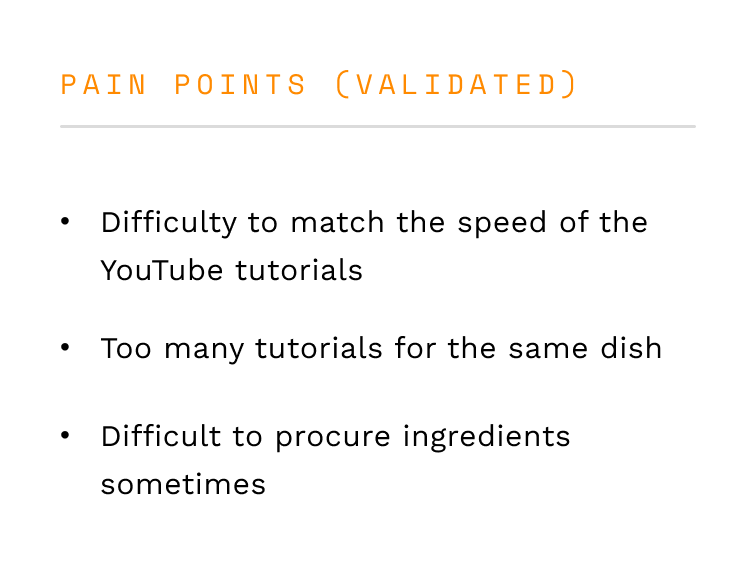 PAIN POINTS (VALIDATED)
• Difficulty to match the speed of the
YouTube tutorials
• Too many tutorials for the same dish
• Difficult to procure ingredients
sometimes